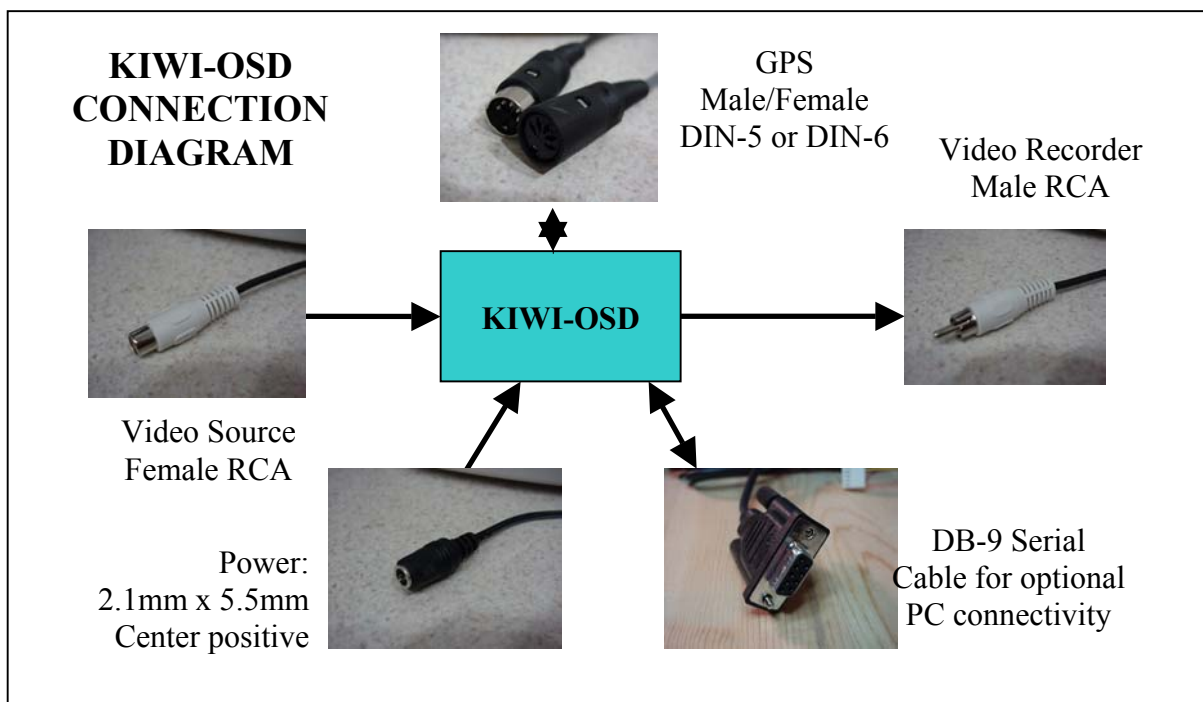 KIWI-OSD
CONNECTION
DIAGRAM
GPS
Male/Female
DIN-5 or DIN-6
Video Recorder
Male RCA
KIWI-OSD
Video Source
Female RCA
Power:
2.1mm x 5.5mm
Center positive
DB-9 Serial
Cable for optional
PC connectivity